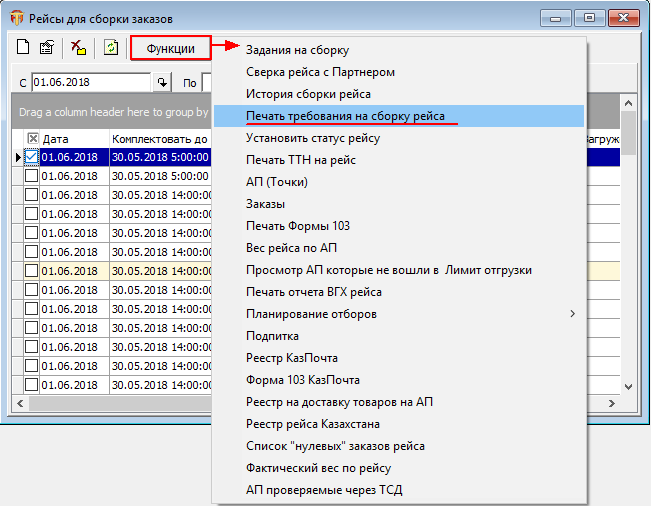 Рейсы для сборки заказов
Функции
С 01.06.2018 По
Drag a column header here to group by
Дата Комплектовать до
01.06.2018 30.05.2018 5:00:00
01.06.2018 30.05.2018 5:00:00
01.06.2018 30.05.2018 14:00:00
01.06.2018 30.05.2018 14:00:00
01.06.2018 30.05.2018 14:00:00
01.06.2018 30.05.2018 14:00:00
01.06.2018 30.05.2018 14:00:00
01.06.2018 30.05.2018 14:00:00
01.06.2018 30.05.2018 14:00:00
01.06.2018 30.05.2018 14:00:00
01.06.2018 30.05.2018 14:00:00
01.06.2018 30.05.2018 14:00:00
01.06.2018 30.05.2018 14:00:00
Задания на сборку
Сверка рейса с Партнером
История сборки рейса
Печать требования на сборку рейса
Установить статус рейсу
Печать ТТН на рейс
АП (Точки)
Заказы
Печать Формы 103
Вес рейса по АП
Просмотр АП которые не вошли в Лимит отгрузки
Печать отчета ВГХ рейса
Планирование отборов
Подпитка
Реестр КазПочта
Форма 103 КазПочта
Реестр на доставку товаров на АП
Реестр рейса Казахстана
Список "нулевых" заказов рейса
Фактический вес по рейсу
АП проверяемые через ТСД